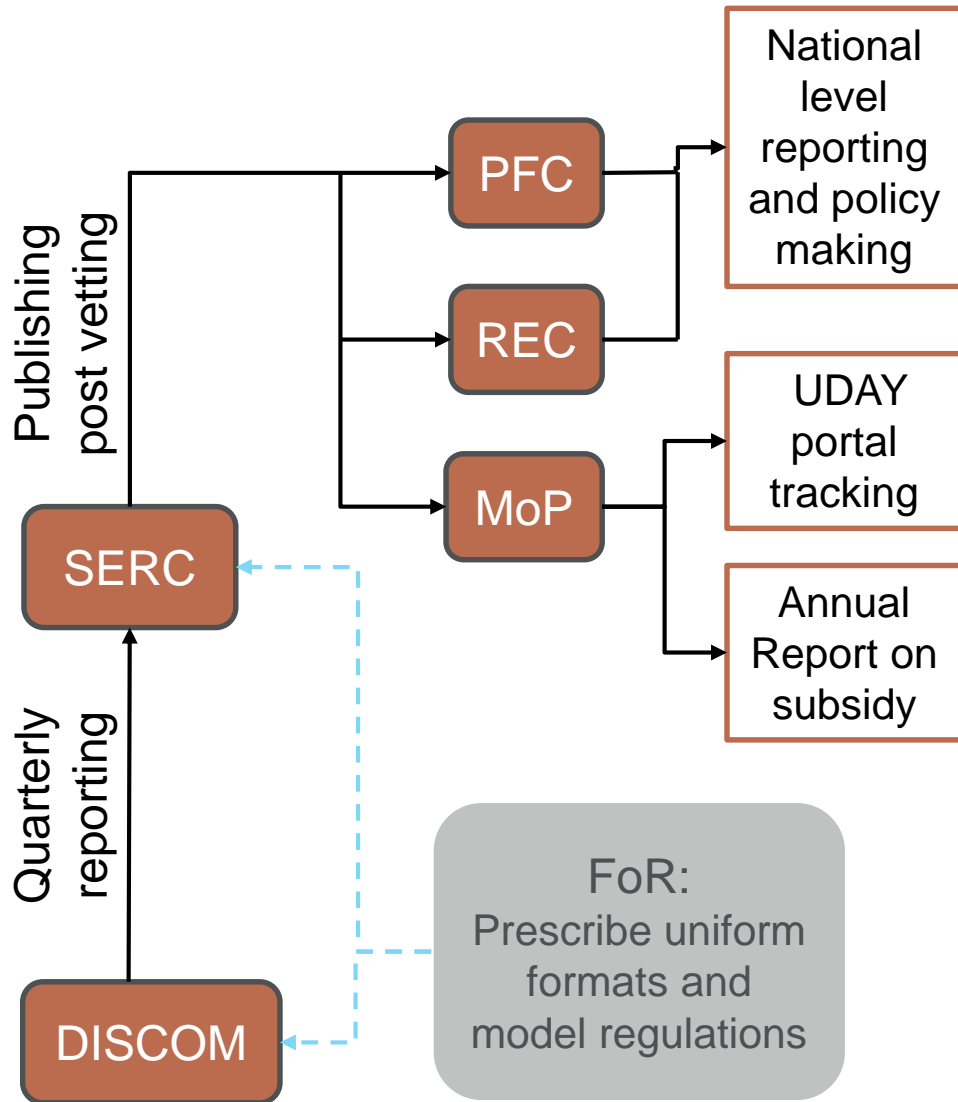 National
level
reporting
and policy
making
PFC
REC
MoP
UDAY
portal
tracking
Annual
Report on
subsidy
Publishing
post vetting
SERC
Quarterly
reporting
DISCOM
FoR:
Prescribe uniform
formats and
model regulations